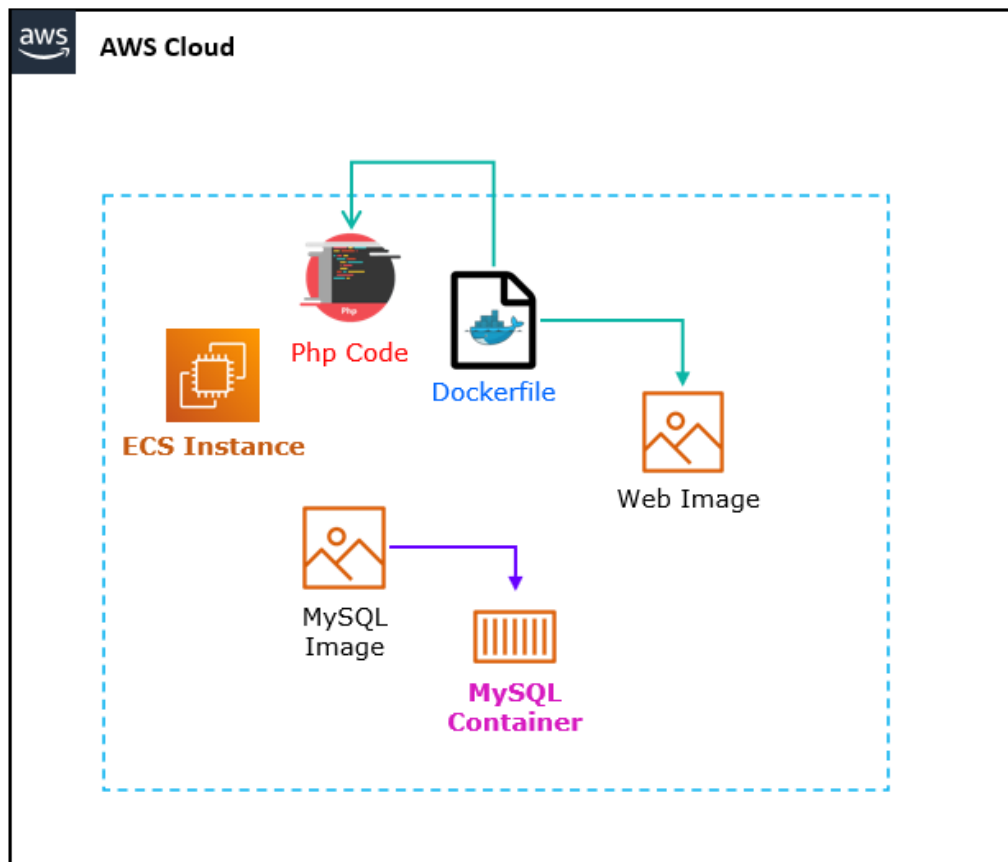 aws
AWS Cloud
Php
Php Code
Dockerfile
ECS Instance
Web Image
MySQL
Image
MySQL
Container